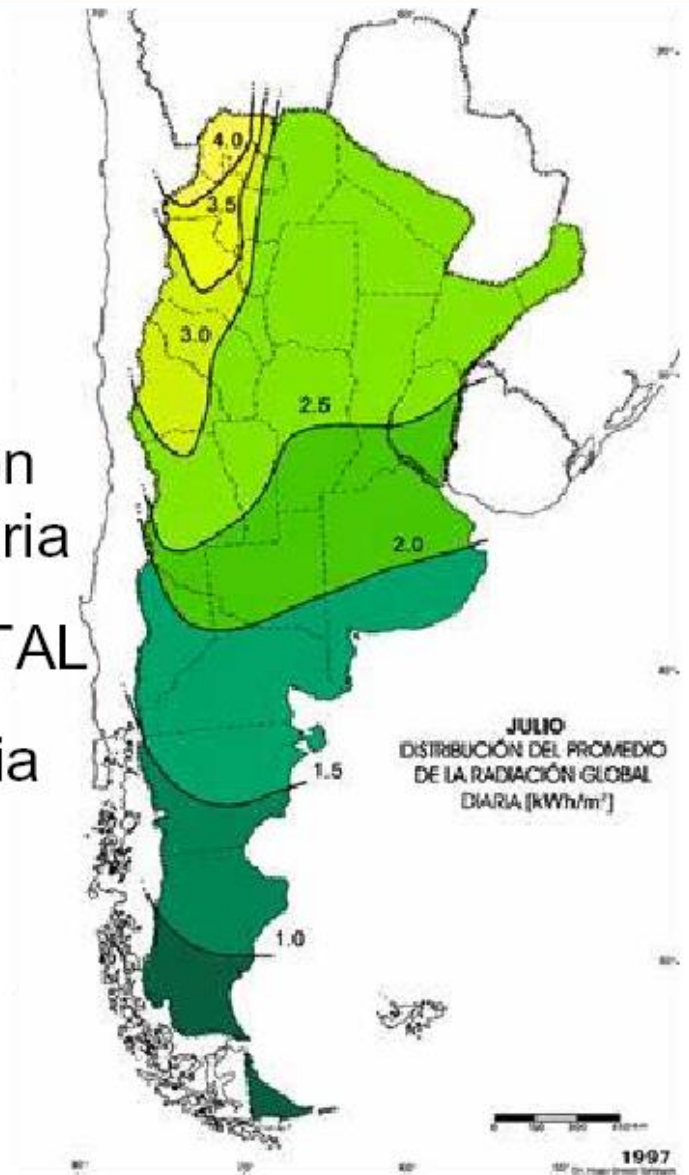 4.0
3.5
3.0
2.5
2.0
1.5
1.0
n
ria
TAL
ia
JULIO
DISTRIBUCIÓN DEL PROMEDIO
DE LA RADIACIÓN GLOBAL
DIARIA [kWh/m²]
1997